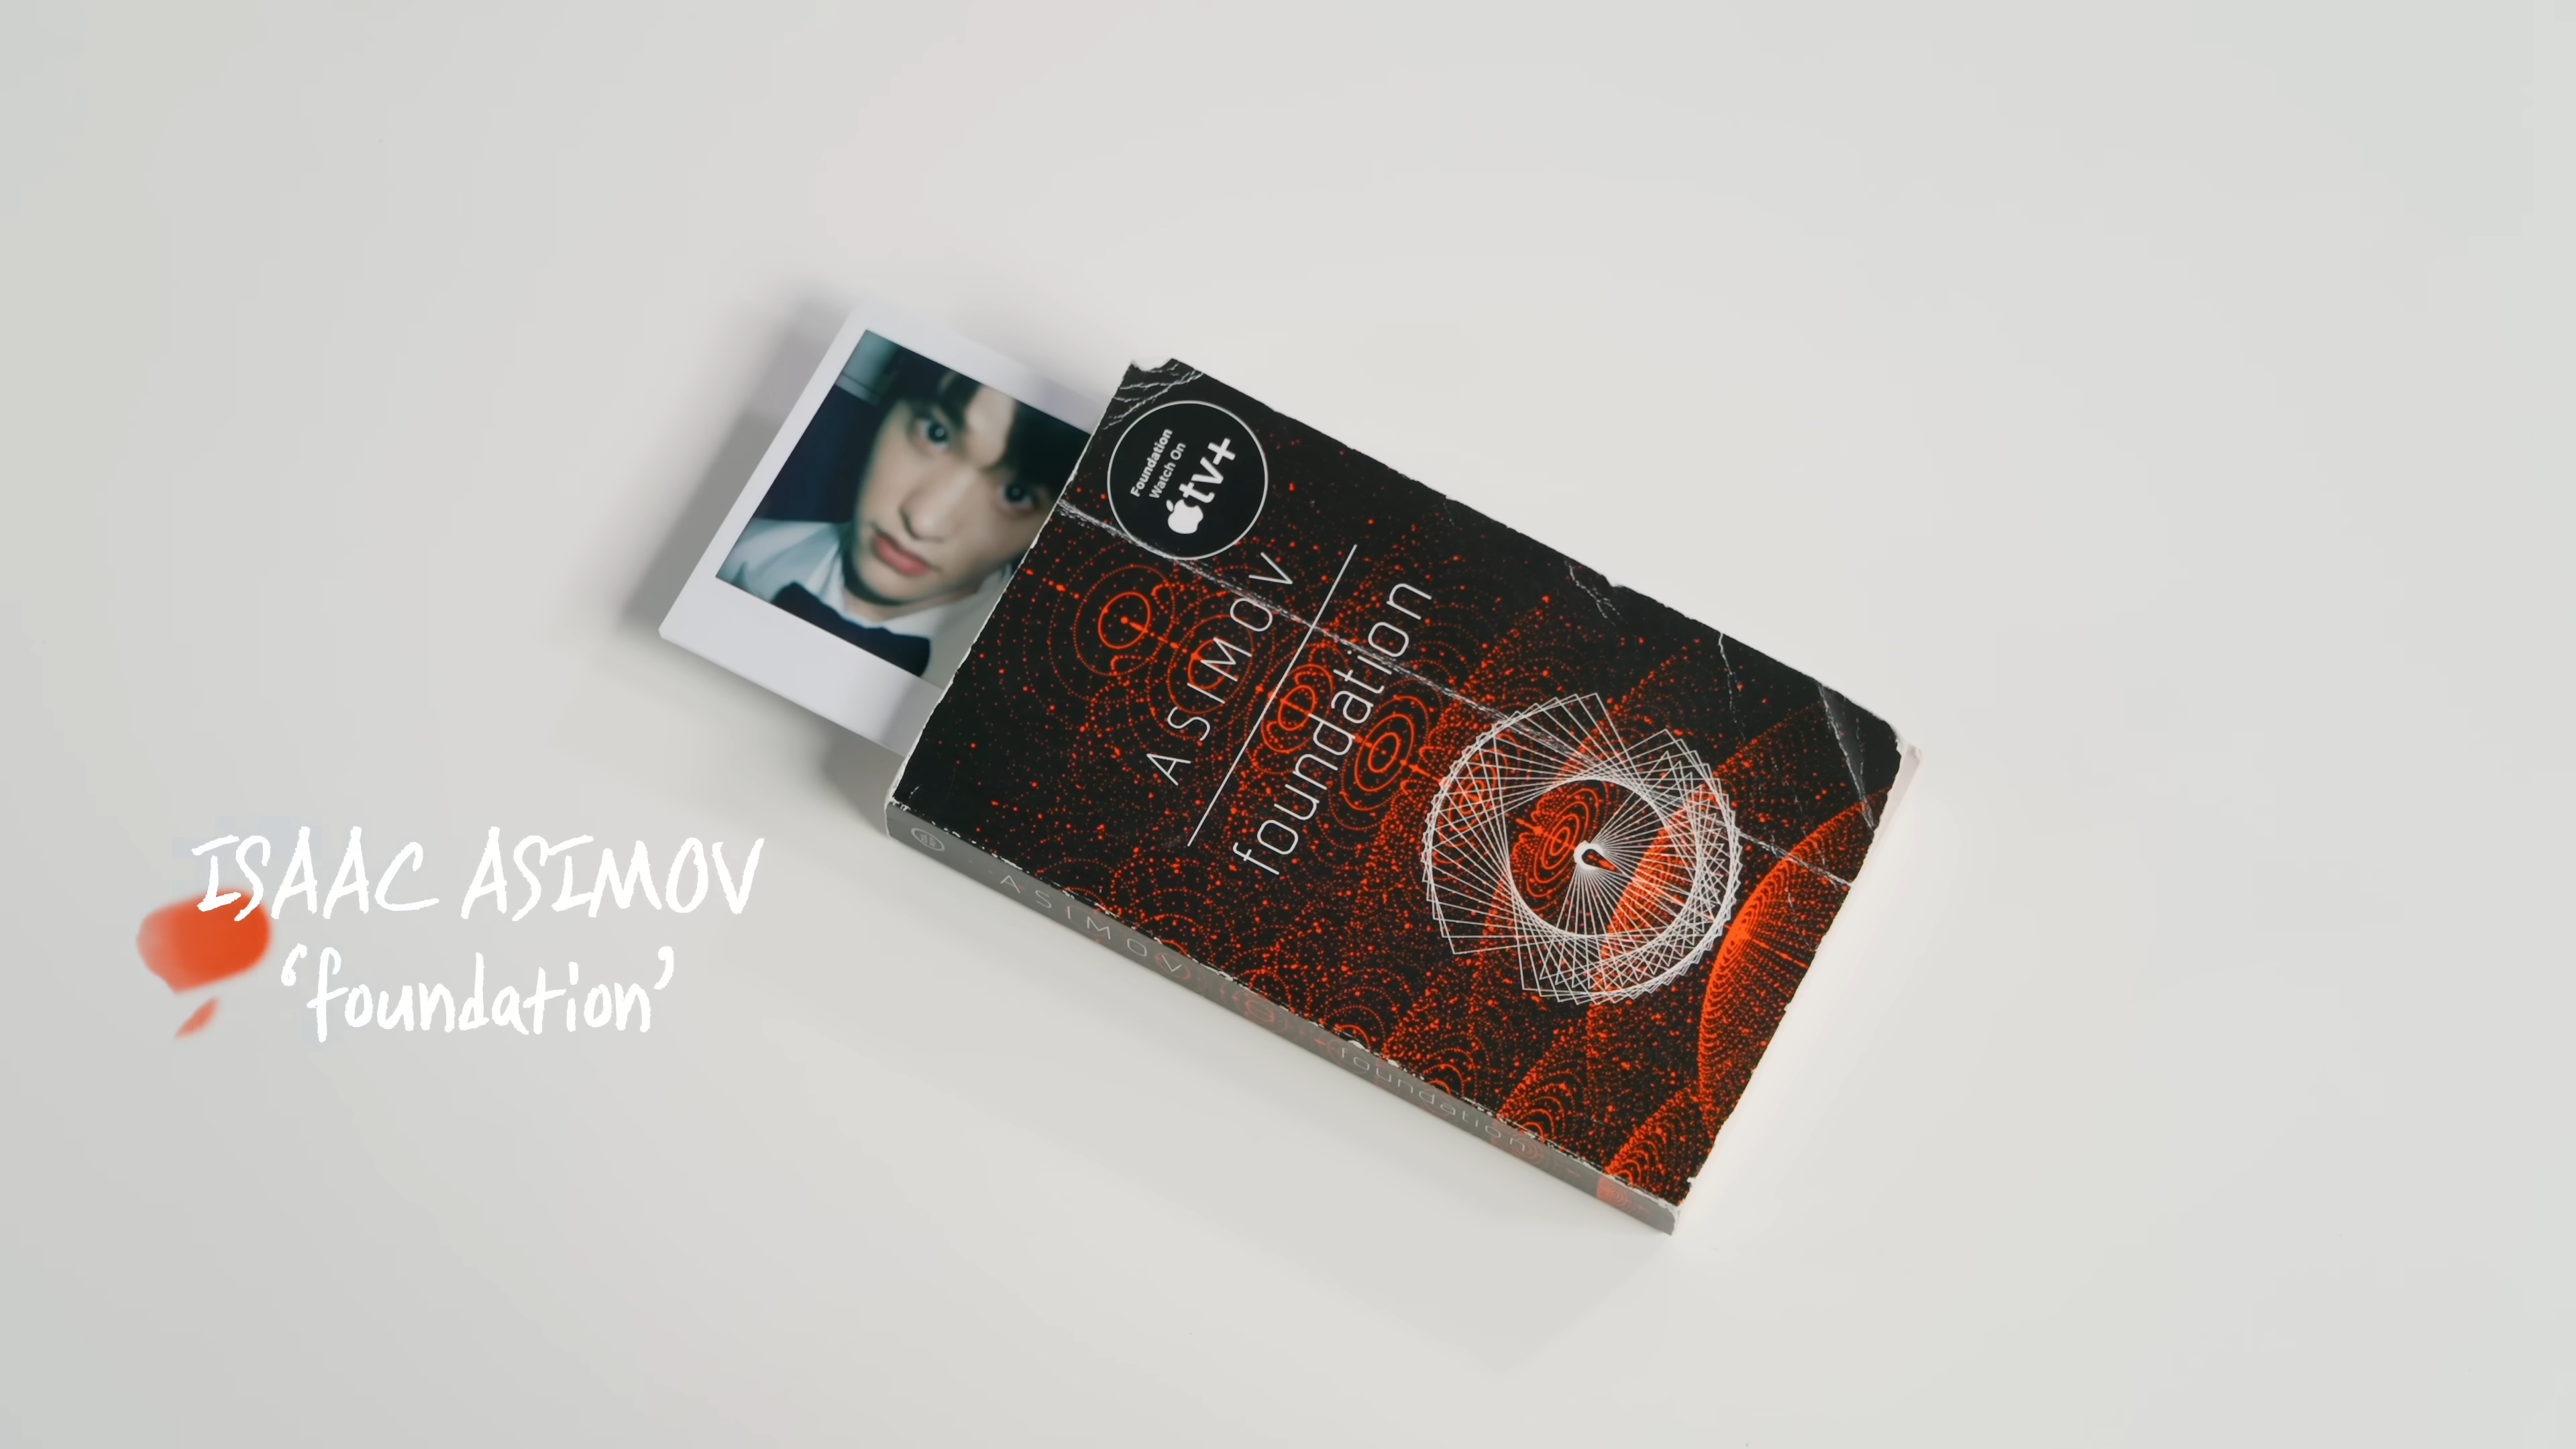 ISAAC ASIMOV
‘foundation’
Foundation
Watch On
tv+
ASIMOV
foundation
ASIMOV
foundation